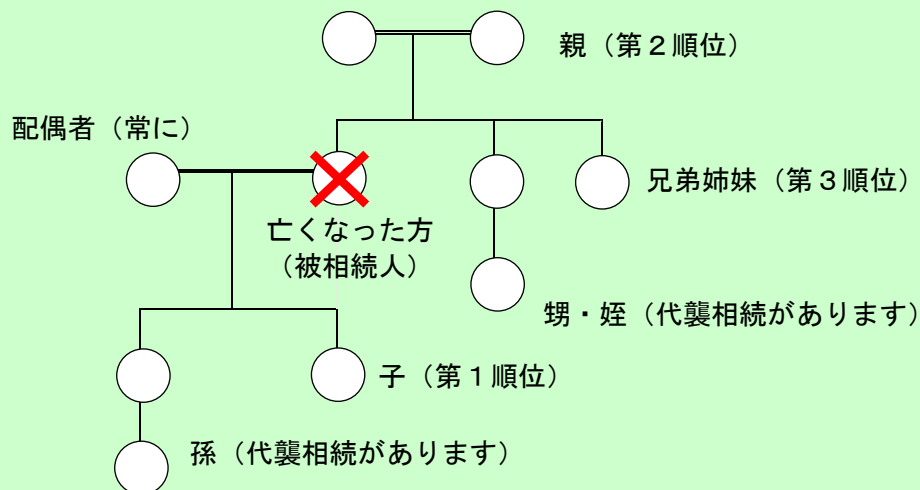 親（第２順位）
配偶者（常に）
兄弟姉妹（第３順位）
亡くなった方
（被相続人）
甥・姪（代襲相続があります）
子（第１順位）
孫（代襲相続があります）